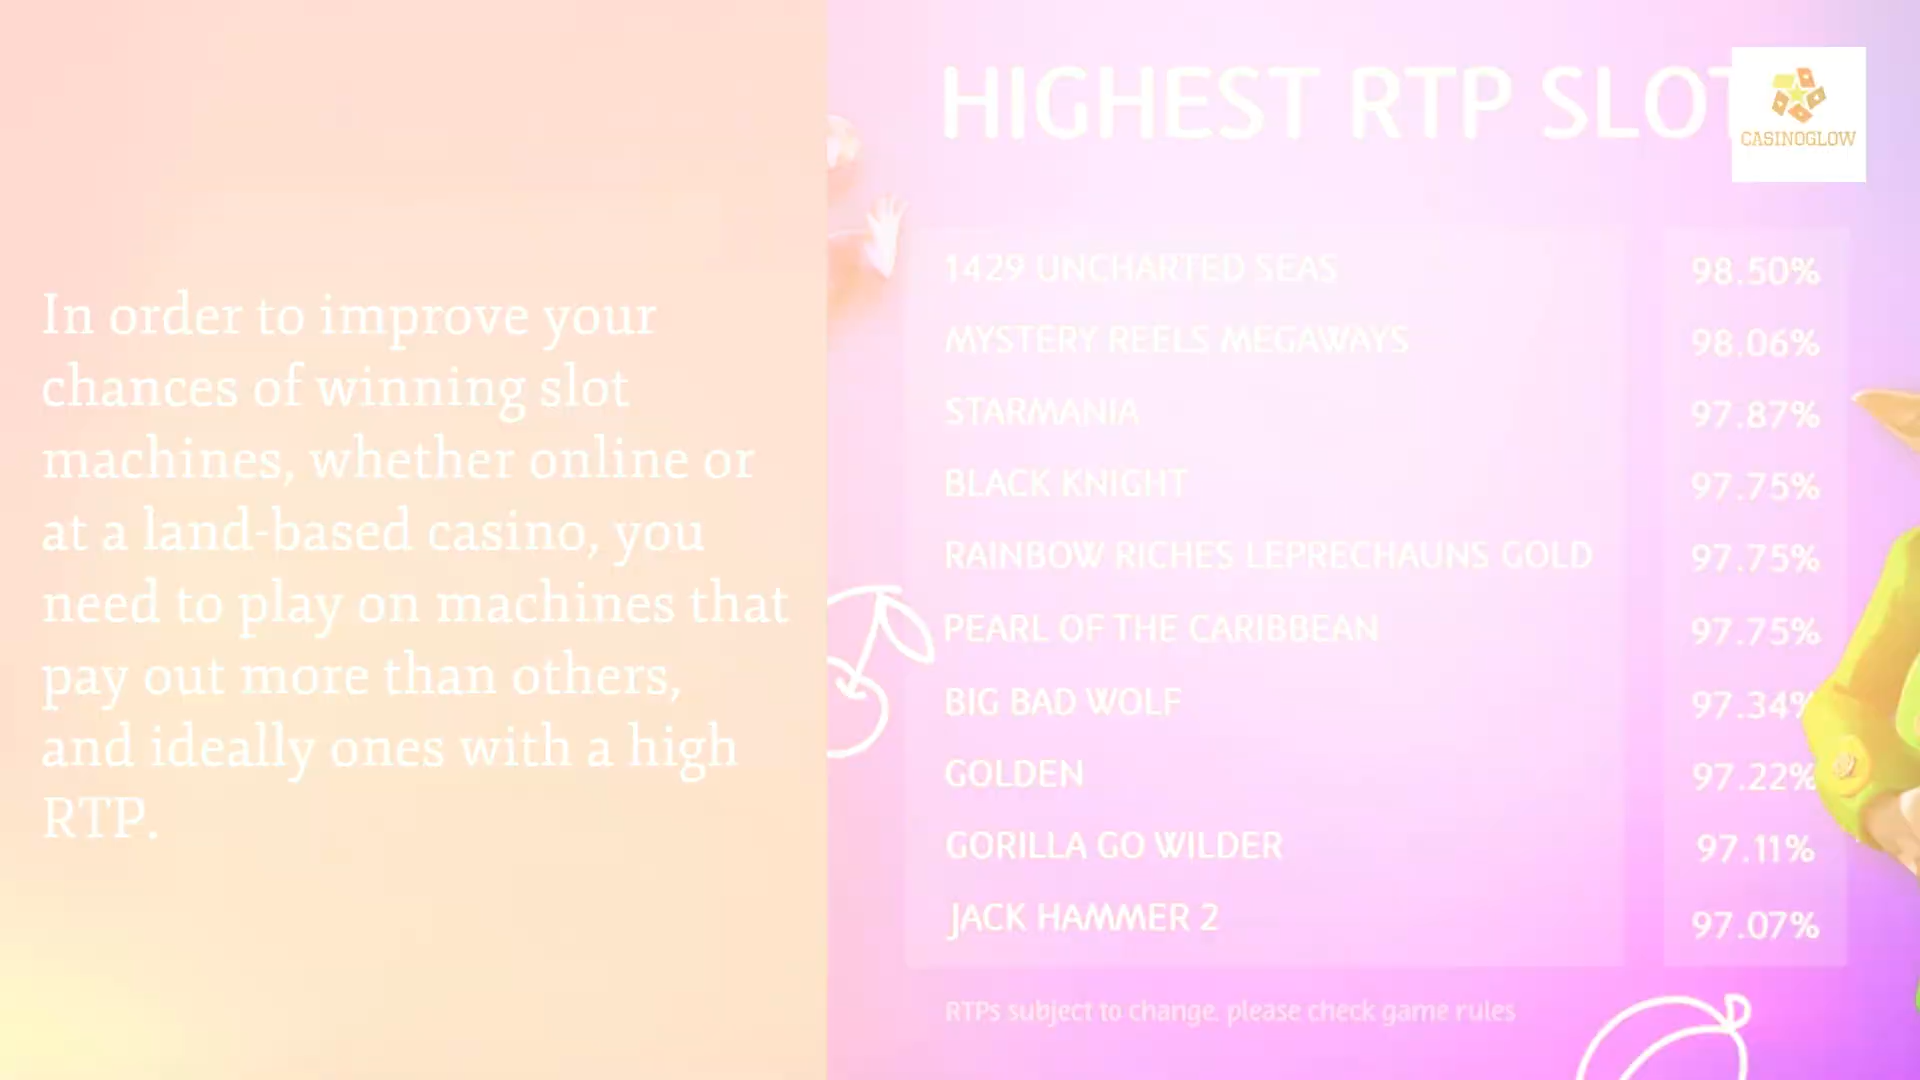 In order to improve your
chances of winning slot
machines, whether online or
at a land-based casino, you
need to play on machines that
pay out more than others,
and ideally ones with a high
RTP.
HIGHEST RTP SLOT
CASINOGLOW
1429 UNCHARTED SEAS 98.50%
MYSTERY REELS MEGAWAYS 98.06%
STARMANIA 97.87%
BLACK KNIGHT 97.75%
RAINBOW RICHES LEPRECHAUNS GOLD 97.75%
PEARL OF THE CARIBBEAN 97.75%
BIG BAD WOLF 97.34%
GOLDEN 97.22%
GORILLA GO WILDER 97.11%
JACK HAMMER 2 97.07%
RTPs subject to change, please check game rules